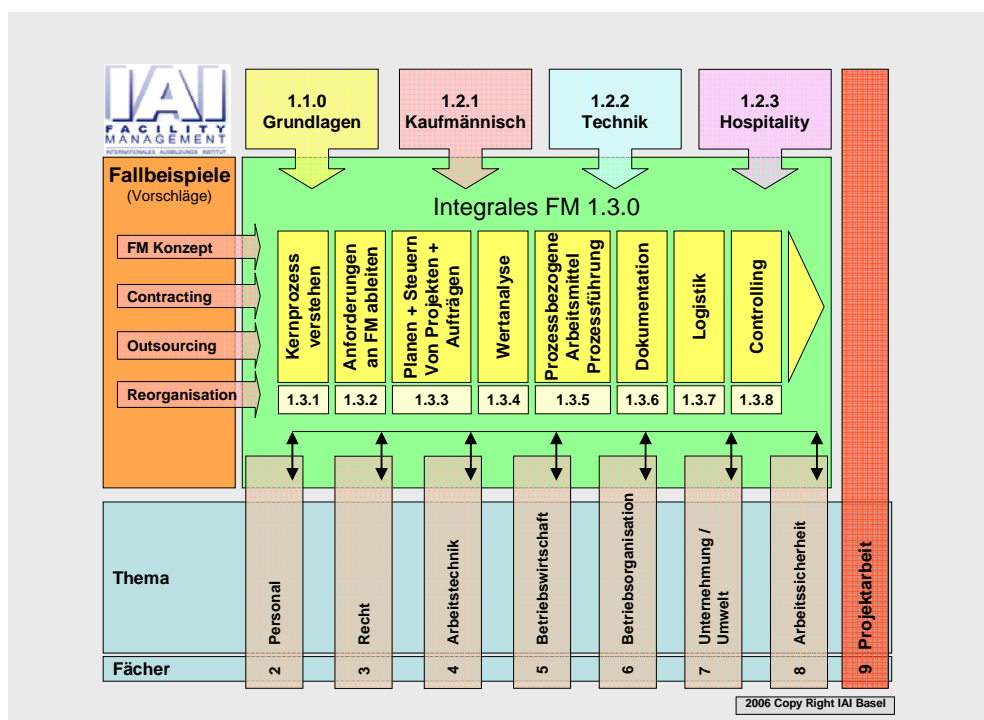 IAI
FACILITY
MANAGEMENT
INTERNATIONALES AUSBILDUNGS INSTITUT
1.1.0
Grundlagen
1.2.1
Kaufmännisch
1.2.2
Technik
1.2.3
Hospitality
Fallbeispiele
(Vorschläge)
Integrales FM 1.3.0
FM Konzept
Contracting
Outsourcing
Reorganisation
Kernprozess
verstehen
Anforderungen
an FM ableiten
Planen + Steuern
Von Projekten +
Aufträgen
Wertanalyse
Prozessbezogene
Arbeitsmittel
Prozessführung
Dokumentation
Logistik
Controlling
1.3.1
1.3.2
1.3.3
1.3.4
1.3.5
1.3.6
1.3.7
1.3.8
Thema
Personal
Recht
Arbeitstechnik
Betriebswirtschaft
Betriebsorganisation
Unternehmung /
Umwelt
Arbeitssicherheit
9 Projektarbeit
Fächer
2
3
4
5
6
7
8
2006 Copy Right IAI Basel